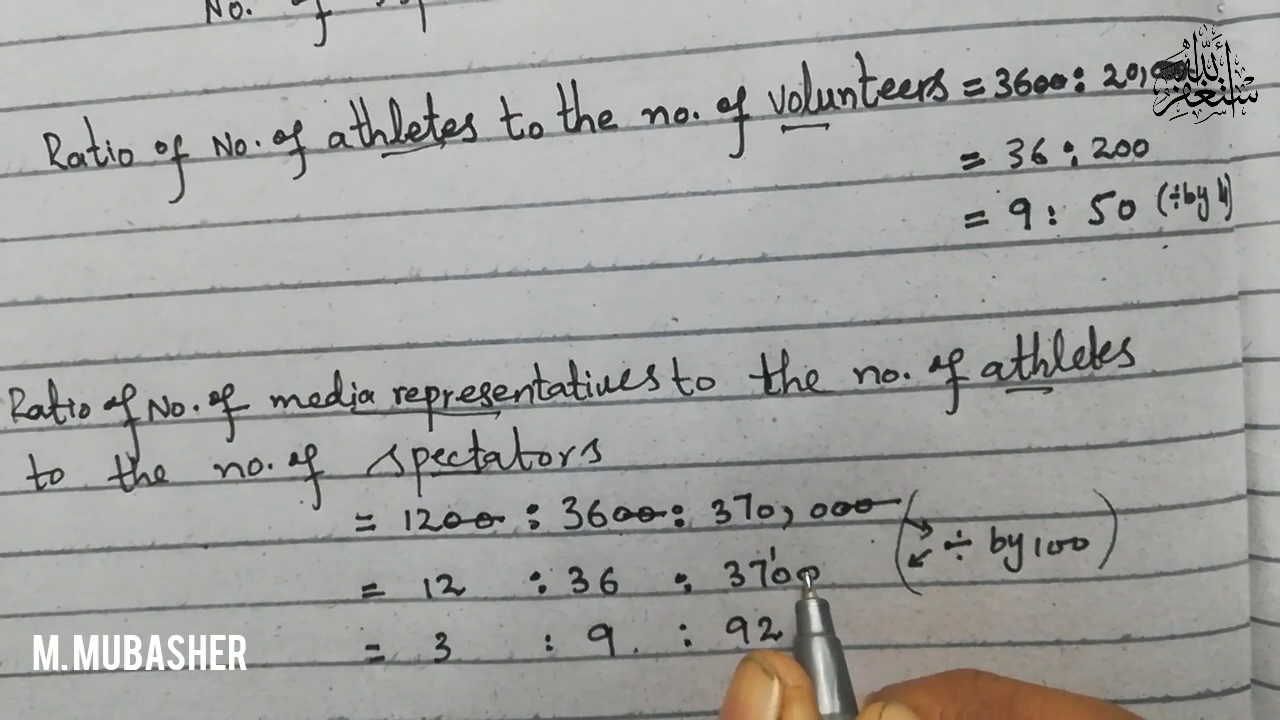 No. of
Ratio of No. of athletes to the no. of volunteers = 3600 : 20,
= 36 : 200
= 9 : 50 (÷by 4)
Ratio of No. of media representatives to the no. of athletes
to the no. of spectators
= 1200 : 3600 : 370,000
(÷ by 100)
= 12 : 36 : 3700
= 3 : 9 : 92
M.MUBASHER